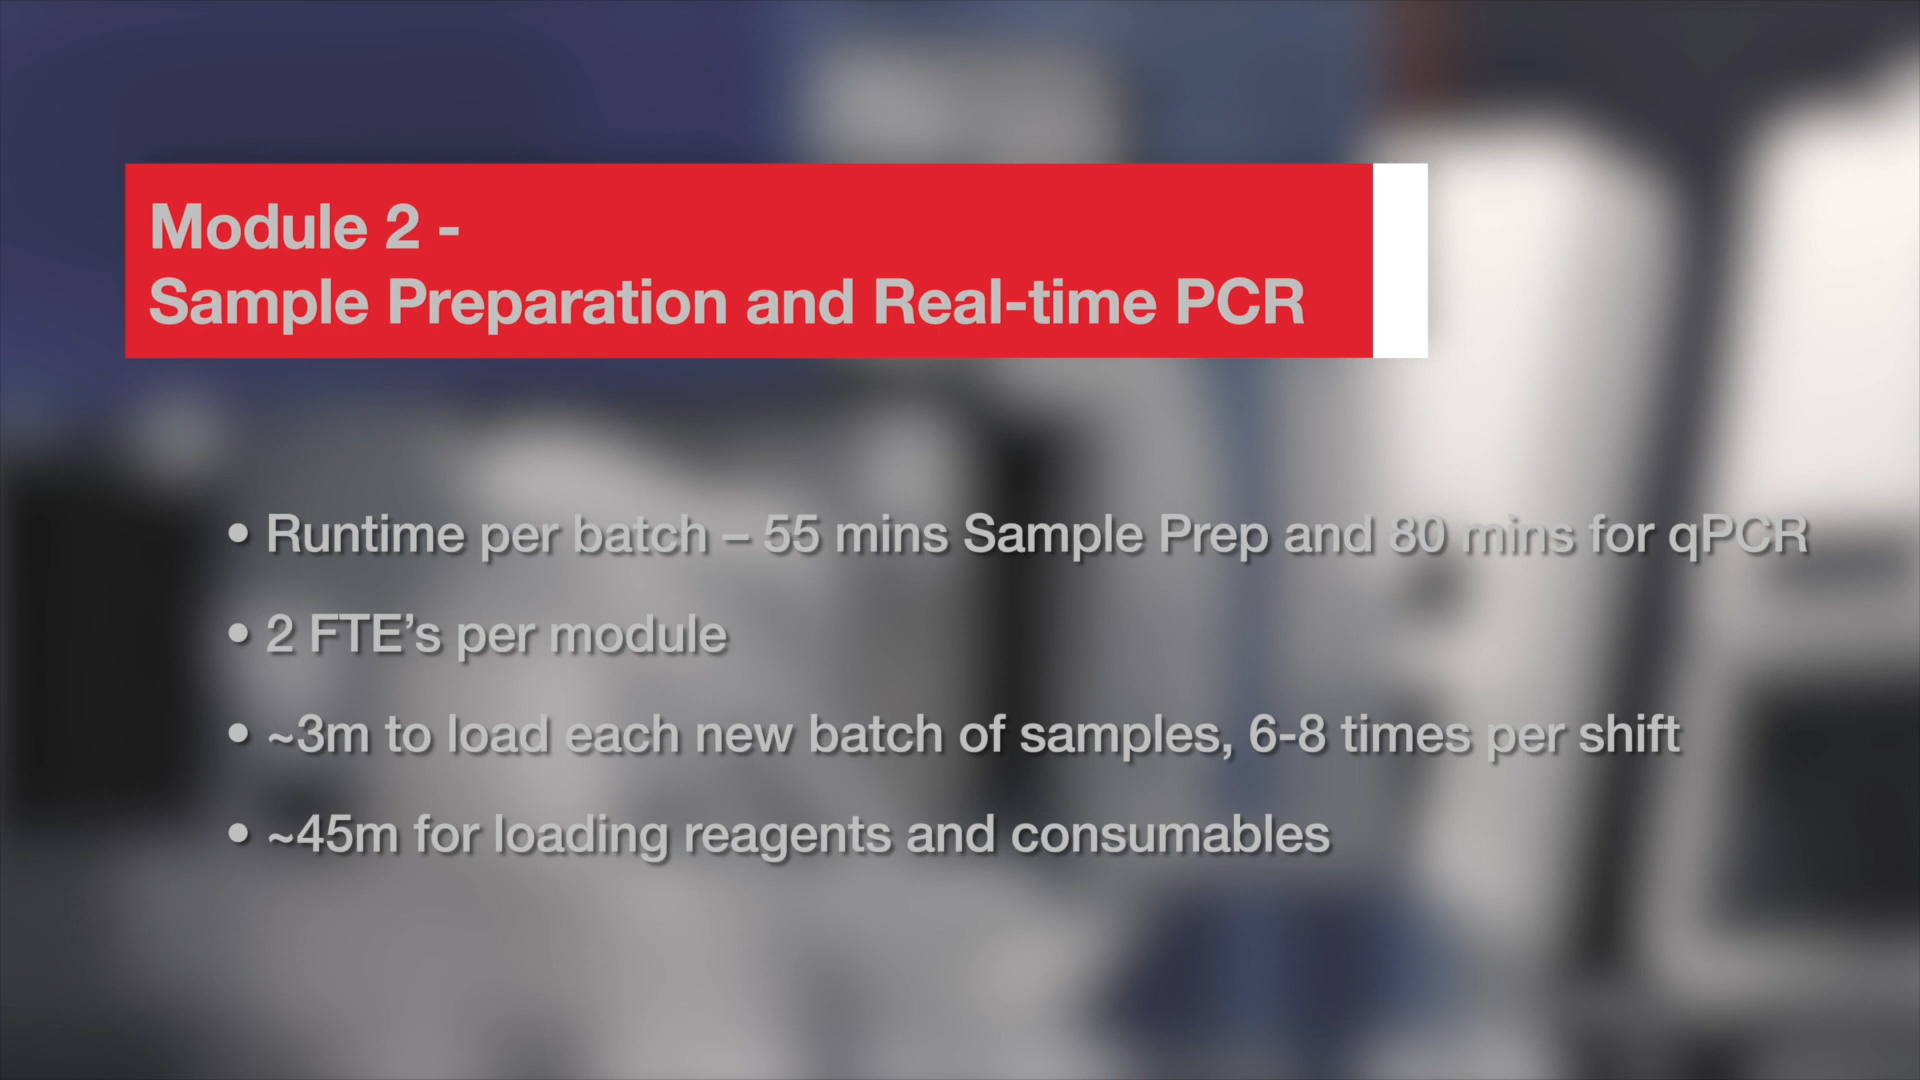 Module 2 -
Sample Preparation and Real-time PCR
• Runtime per batch – 55 mins Sample Prep and 80 mins for qPCR
• 2 FTE’s per module
• ~3m to load each new batch of samples, 6-8 times per shift
• ~45m for loading reagents and consumables